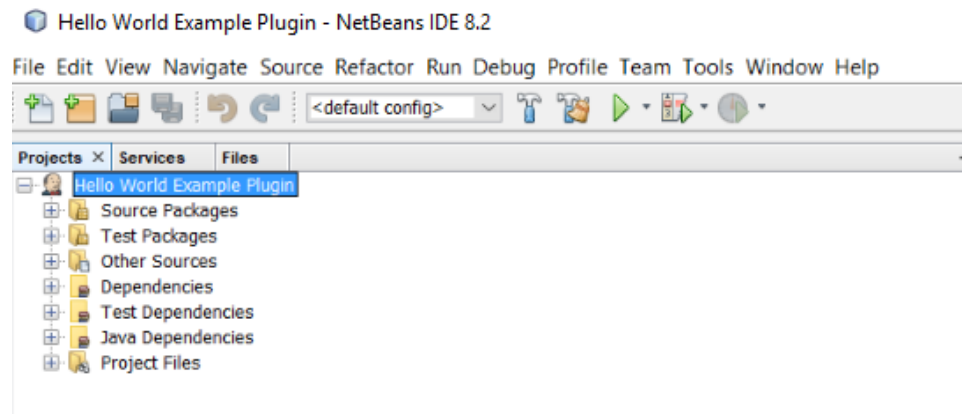 Hello World Example Plugin - NetBeans IDE 8.2
File Edit View Navigate Source Refactor Run Debug Profile Team Tools Window Help
<default config>
Projects Services Files
Hello World Example Plugin
Source Packages
Test Packages
Other Sources
Dependencies
Test Dependencies
Java Dependencies
Project Files